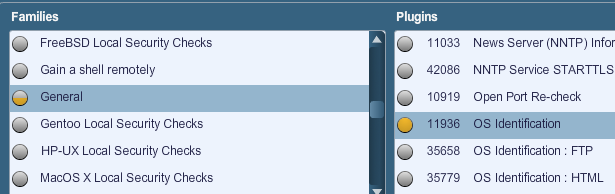 Families
FreeBSD Local Security Checks
Gain a shell remotely
General
Gentoo Local Security Checks
HP-UX Local Security Checks
MacOS X Local Security Checks
Plugins
11033 News Server (NNTP) Infor
42086 NNTP Service STARTTLS
10919 Open Port Re-check
11936 OS Identification
35658 OS Identification : FTP
35779 OS Identification : HTML